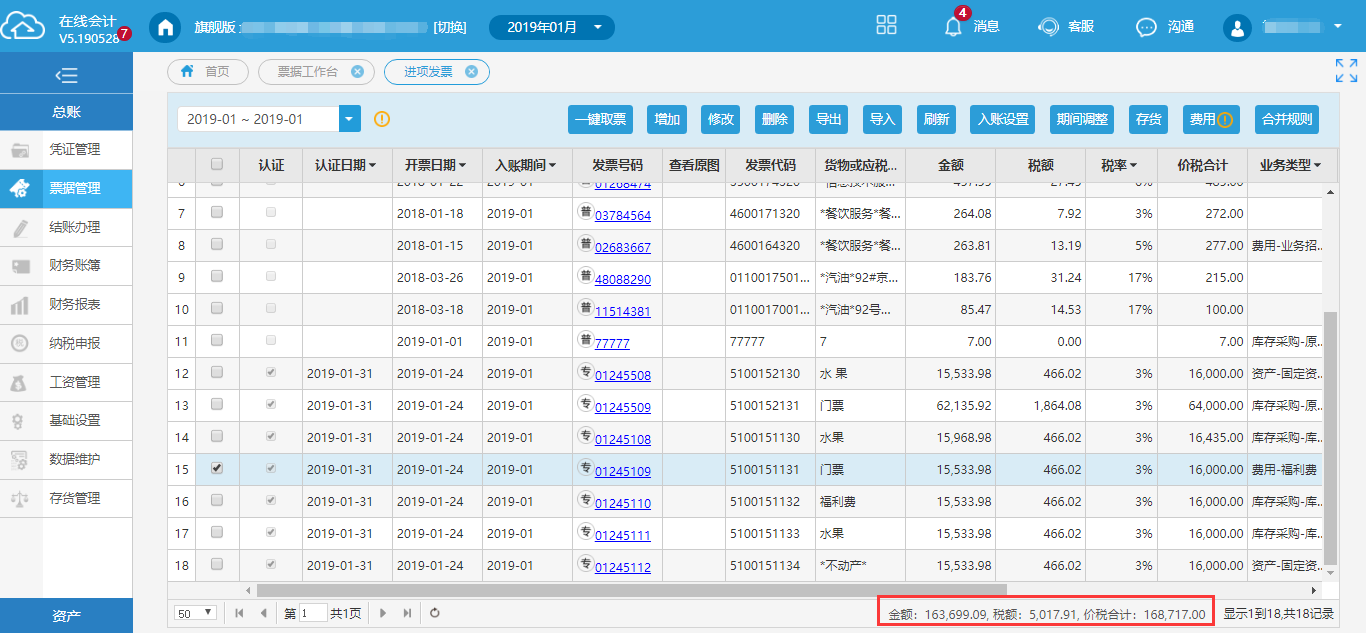 在线会计
V5.190528
7
旗舰版
[切换]
2019年01月
4
消息
客服
沟通
总账
凭证管理
票据管理
结账办理
财务账簿
财务报表
纳税申报
工资管理
基础设置
数据维护
存货管理
资产
首页
票据工作台
进项发票
2019-01 ~ 2019-01
一键取票 增加 修改 删除 导出 导入 刷新 入账设置 期间调整 存货 费用 合并规则
认证 认证日期 开票日期 入账期间 发票号码 查看原图 发票代码 货物或应税... 金额 税额 税率 价税合计 业务类型
7 2018-01-18 2019-01 普 03784564 4600171320 *餐饮服务*餐... 264.08 7.92 3% 272.00
8 2018-01-15 2019-01 普 02683667 4600164320 *餐饮服务*餐... 263.81 13.19 5% 277.00 费用-业务招..
9 2018-03-26 2019-01 普 48088290 0110017501... *汽油*92#京... 183.76 31.24 17% 215.00
10 2018-03-18 2019-01 普 11514381 0110017001... *汽油*92号... 85.47 14.53 17% 100.00
11 2019-01-01 2019-01 普 77777 77777 7 7.00 0.00 7.00 库存采购-原..
12 2019-01-31 2019-01-24 2019-01 专 01245508 5100152130 水 果 15,533.98 466.02 3% 16,000.00 资产-固定资..
13 2019-01-31 2019-01-24 2019-01 专 01245509 5100152131 门票 62,135.92 1,864.08 3% 64,000.00 库存采购-原..
14 2019-01-31 2019-01-24 2019-01 专 01245108 5100151130 水果 15,968.98 466.02 3% 16,435.00 库存采购-库..
15 2019-01-31 2019-01-24 2019-01 专 01245109 5100151131 门票 15,533.98 466.02 3% 16,000.00 费用-福利费
16 2019-01-31 2019-01-24 2019-01 专 01245110 5100151132 福利费 15,533.98 466.02 3% 16,000.00 库存采购-库..
17 2019-01-31 2019-01-24 2019-01 专 01245111 5100151133 水果 15,533.98 466.02 3% 16,000.00 库存采购-库..
18 2019-01-31 2019-01-24 2019-01 专 01245112 5100151134 *不动产* 15,533.98 466.02 3% 16,000.00 资产-固定资..
50 第 1 共1页
金额：163,699.09, 税额：5,017.91, 价税合计：168,717.00
显示1到18,共18记录